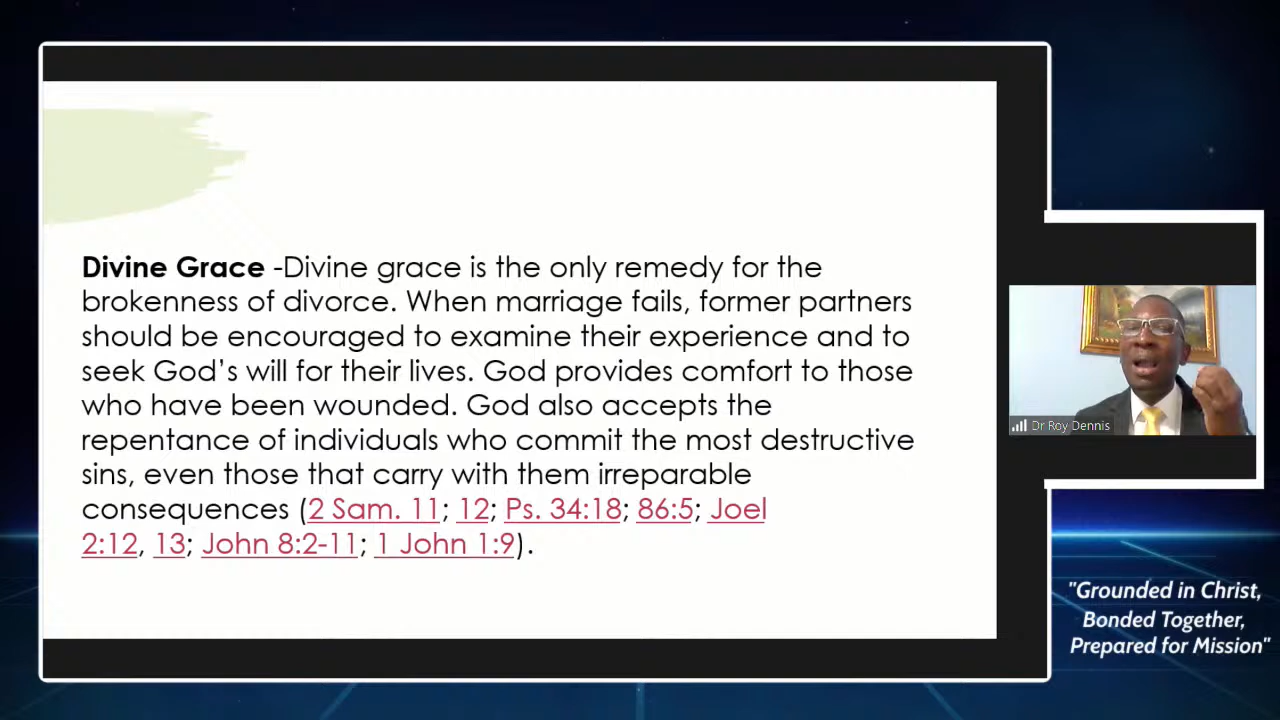 Divine Grace -Divine grace is the only remedy for the
brokenness of divorce. When marriage fails, former partners
should be encouraged to examine their experience and to
seek God's will for their lives. God provides comfort to those
who have been wounded. God also accepts the
repentance of individuals who commit the most destructive
sins, even those that carry with them irreparable
consequences (2 Sam. 11; 12; Ps. 34:18; 86:5; Joel
2:12, 13; John 8:2-11; 1 John 1:9).
Dr Roy Dennis
"Grounded in Christ,
Bonded Together,
Prepared for Mission"